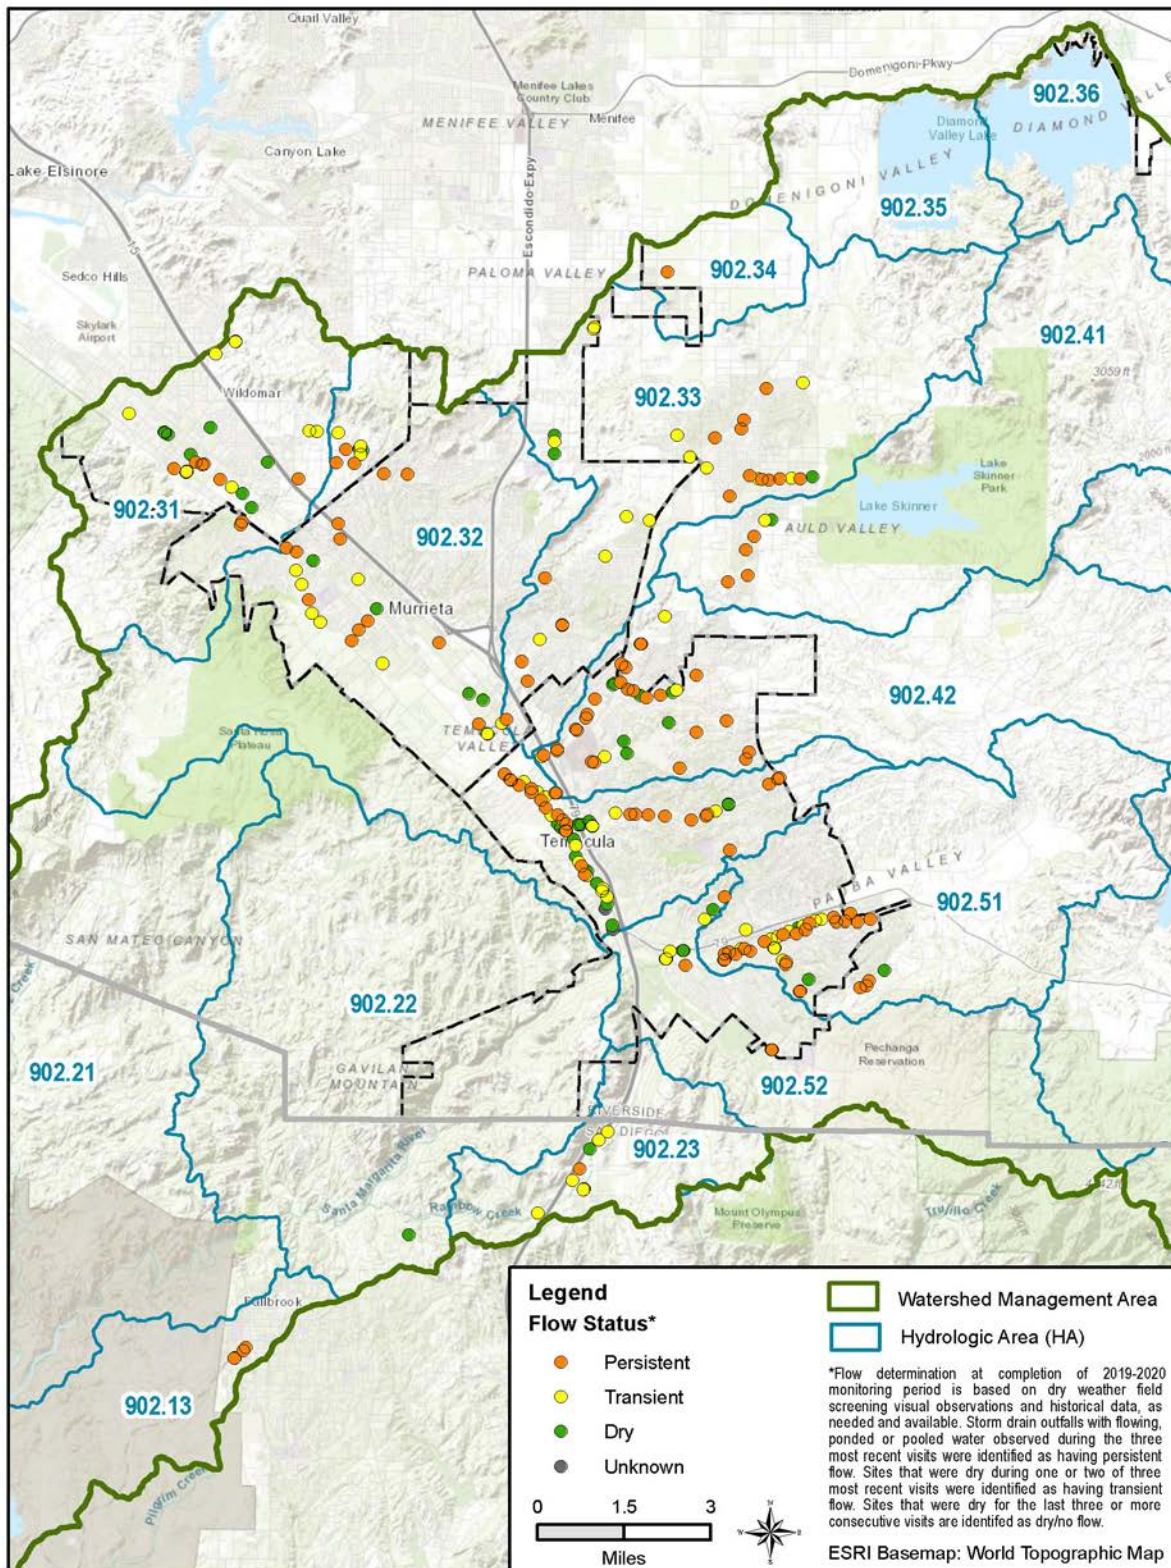 Quail Valley
Domenigoni-Pkwy
Menifee Lakes
Country Club
MENIFEE VALLEY
Menifee
902.36
DIAMOND VALLEY
Diamond
Valley Lake
Canyon Lake
Lake Elsinore
Escondido Expy
DOMENIGONI VALLEY
902.35
15
Sedco Hills
PALOMA VALLEY
902.34
Skylark
Airport
902.41
3059 ft
Wildomar
902.33
2000 ft
Lake
Skinner
Park
Lake Skinner
902.31
AULD VALLEY
902.32
Murrieta
902.42
Santa Rosa
Plateau
TEMECULA
VALLEY
Temecula
PAUBA VALLEY
902.51
SAN MATEO CANYON
902.22
Pechanga
Reservation
902.21
GAVILAN
MOUNTAIN
902.52
RIVERSIDE
SAN DIEGO
902.23
Santa Margarita River
Rainbow Creek
Mount Olympus
Preserve
Trujillo Creek
Fallbrook
902.13
Pilgrim Creek
Legend
Flow Status*
Persistent
Transient
Dry
Unknown
0 1.5 3
Miles
N
W E
S
Watershed Management Area
Hydrologic Area (HA)
*Flow determination at completion of 2019-2020
monitoring period is based on dry weather field
screening visual observations and historical data, as
needed and available. Storm drain outfalls with flowing,
ponded or pooled water observed during the three
most recent visits were identified as having persistent
flow. Sites that were dry during one or two of three
most recent visits were identified as having transient
flow. Sites that were dry for the last three or more
consecutive visits are identifed as dry/no flow.
ESRI Basemap: World Topographic Map